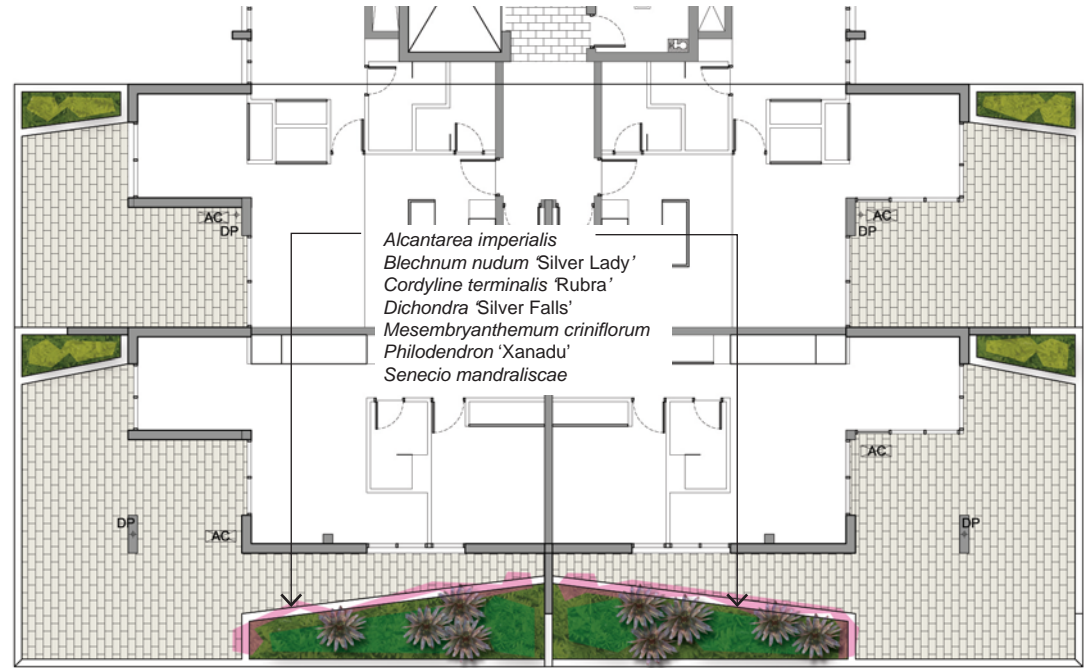 AC
DP
AC
DP
Alcantarea imperialis
Blechnum nudum ‘Silver Lady’
Cordyline terminalis ‘Rubra’
Dichondra ‘Silver Falls’
Mesembryanthemum criniflorum
Philodendron ‘Xanadu’
Senecio mandraliscae
AC
DP
AC
DP